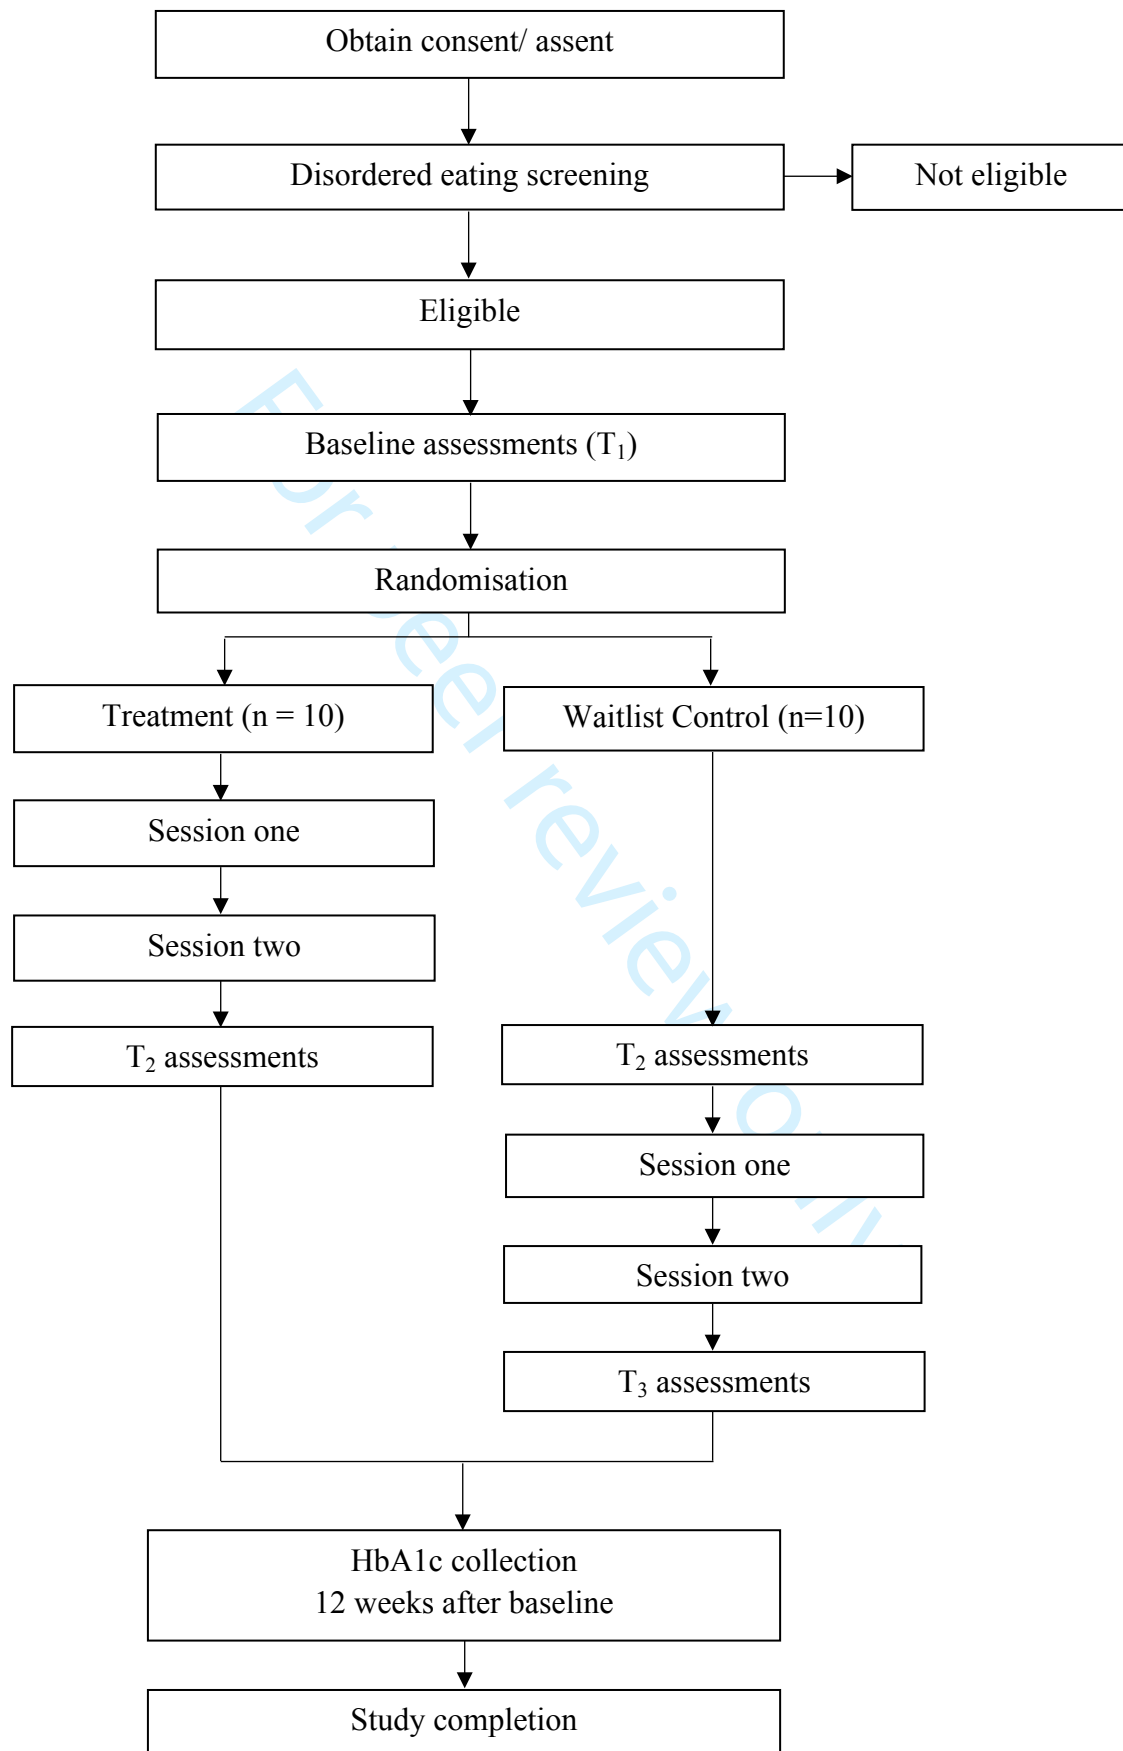 Obtain consent/ assent
Disordered eating screening
Not eligible
Eligible
Baseline assessments (T₁)
Randomisation
Treatment (n = 10)
Waitlist Control (n=10)
Session one
Session two
T₂ assessments
T₂ assessments
Session one
Session two
T₃ assessments
HbA1c collection
12 weeks after baseline
Study completion
For peer review only